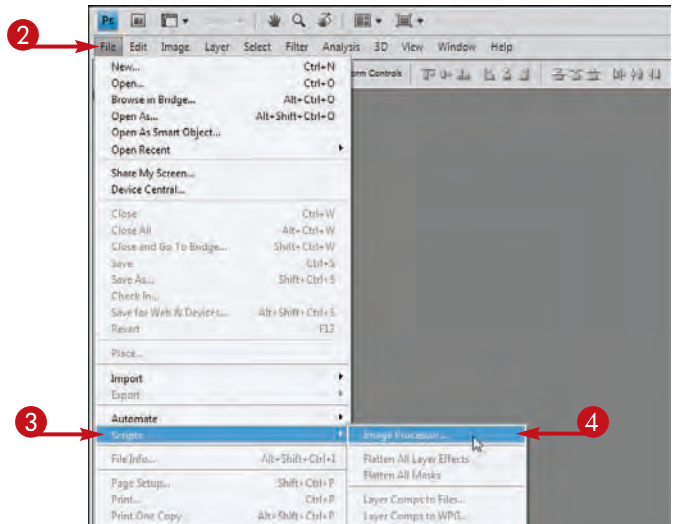 Ps
2
File Edit Image Layer Select Filter Analysis 3D View Window Help
New... Ctrl+N
orm Controls
Open... Ctrl+O
Browse in Bridge... Alt+Ctrl+O
Open As... Alt+Shift+Ctrl+O
Open As Smart Object...
Open Recent
Share My Screen...
Device Central...
Close Ctrl+W
Close All Alt+Ctrl+W
Close and Go To Bridge... Shift+Ctrl+W
Save Ctrl+S
Save As... Shift+Ctrl+S
Check In...
Save for Web & Devices... Alt+Shift+Ctrl+S
Revert F12
Place...
Import
Export
Automate
3
Scripts
Image Processor...
4
File Info... Alt+Shift+Ctrl+I
Flatten All Layer Effects
Flatten All Masks
Page Setup... Shift+Ctrl+P
Print... Ctrl+P
Layer Comps to Files...
Print One Copy Alt+Shift+Ctrl+P
Layer Comps to WPG...